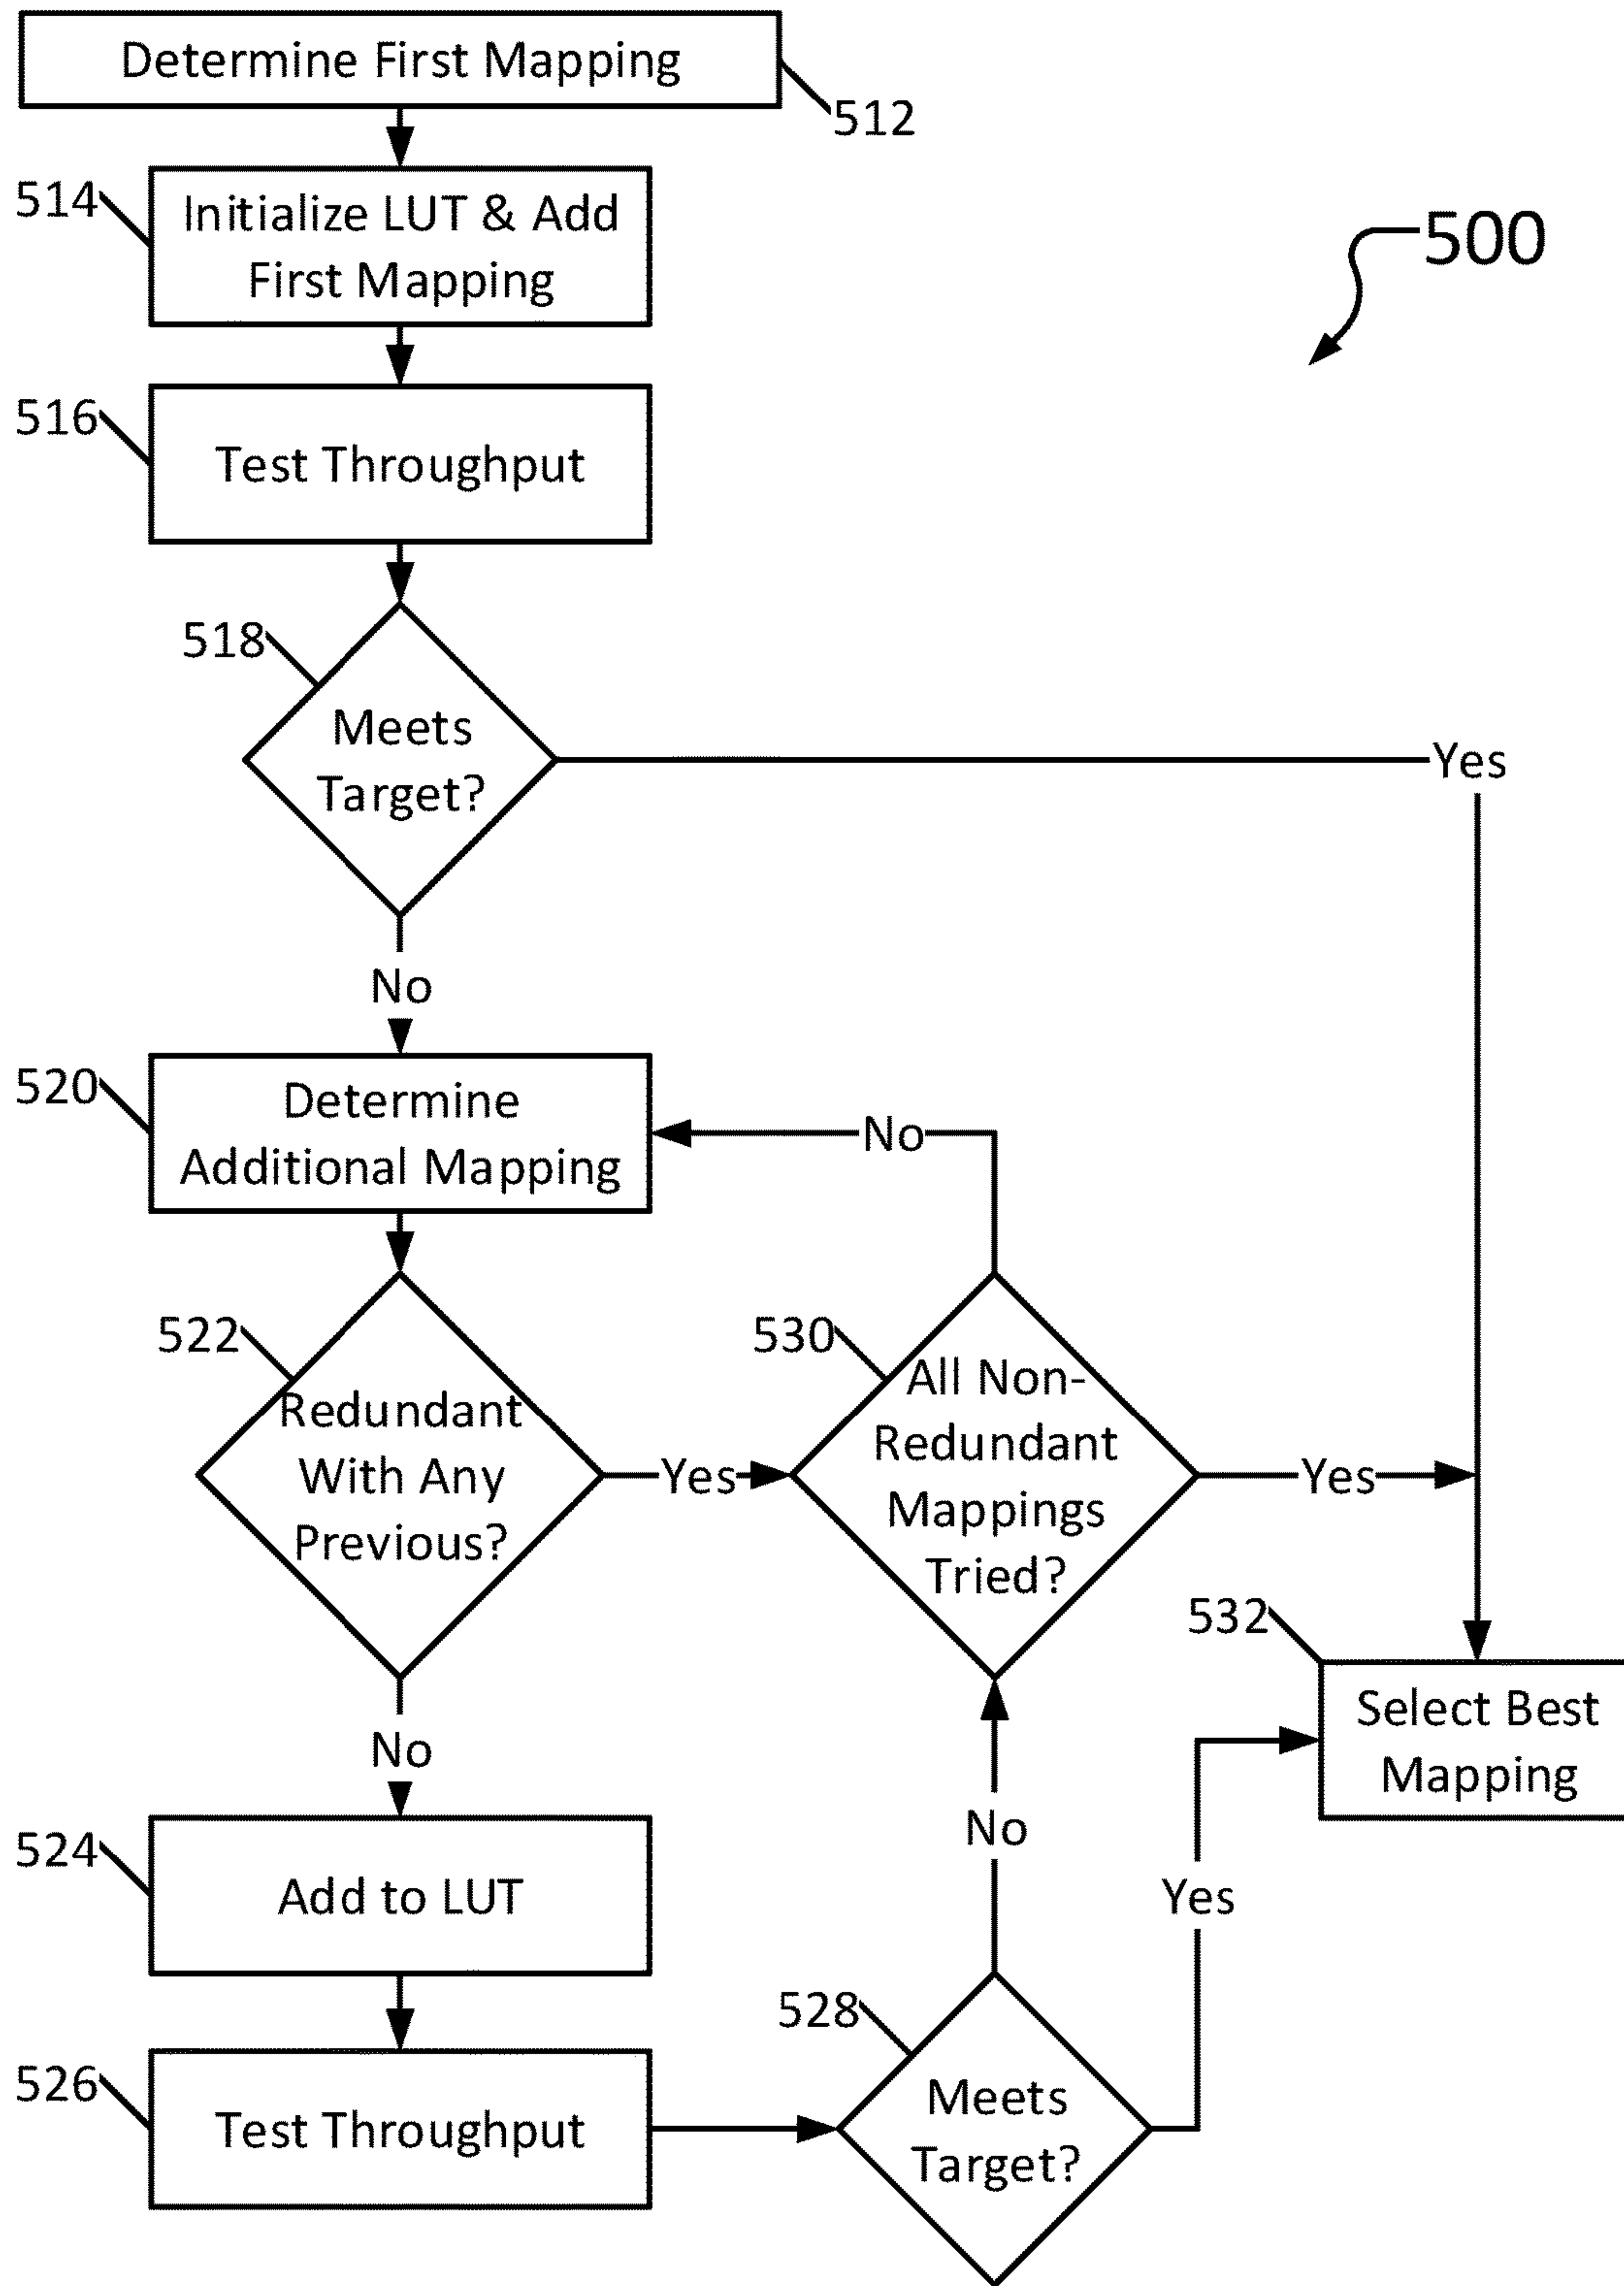 Determine First Mapping
512
514
Initialize LUT & Add
First Mapping
500
516
Test Throughput
518
Meets
Target?
Yes
No
520
Determine
Additional Mapping
No
522
Redundant
With Any
Previous?
Yes
530
All Non-
Redundant
Mappings
Tried?
Yes
532
Select Best
Mapping
No
No
Yes
524
Add to LUT
526
Test Throughput
528
Meets
Target?